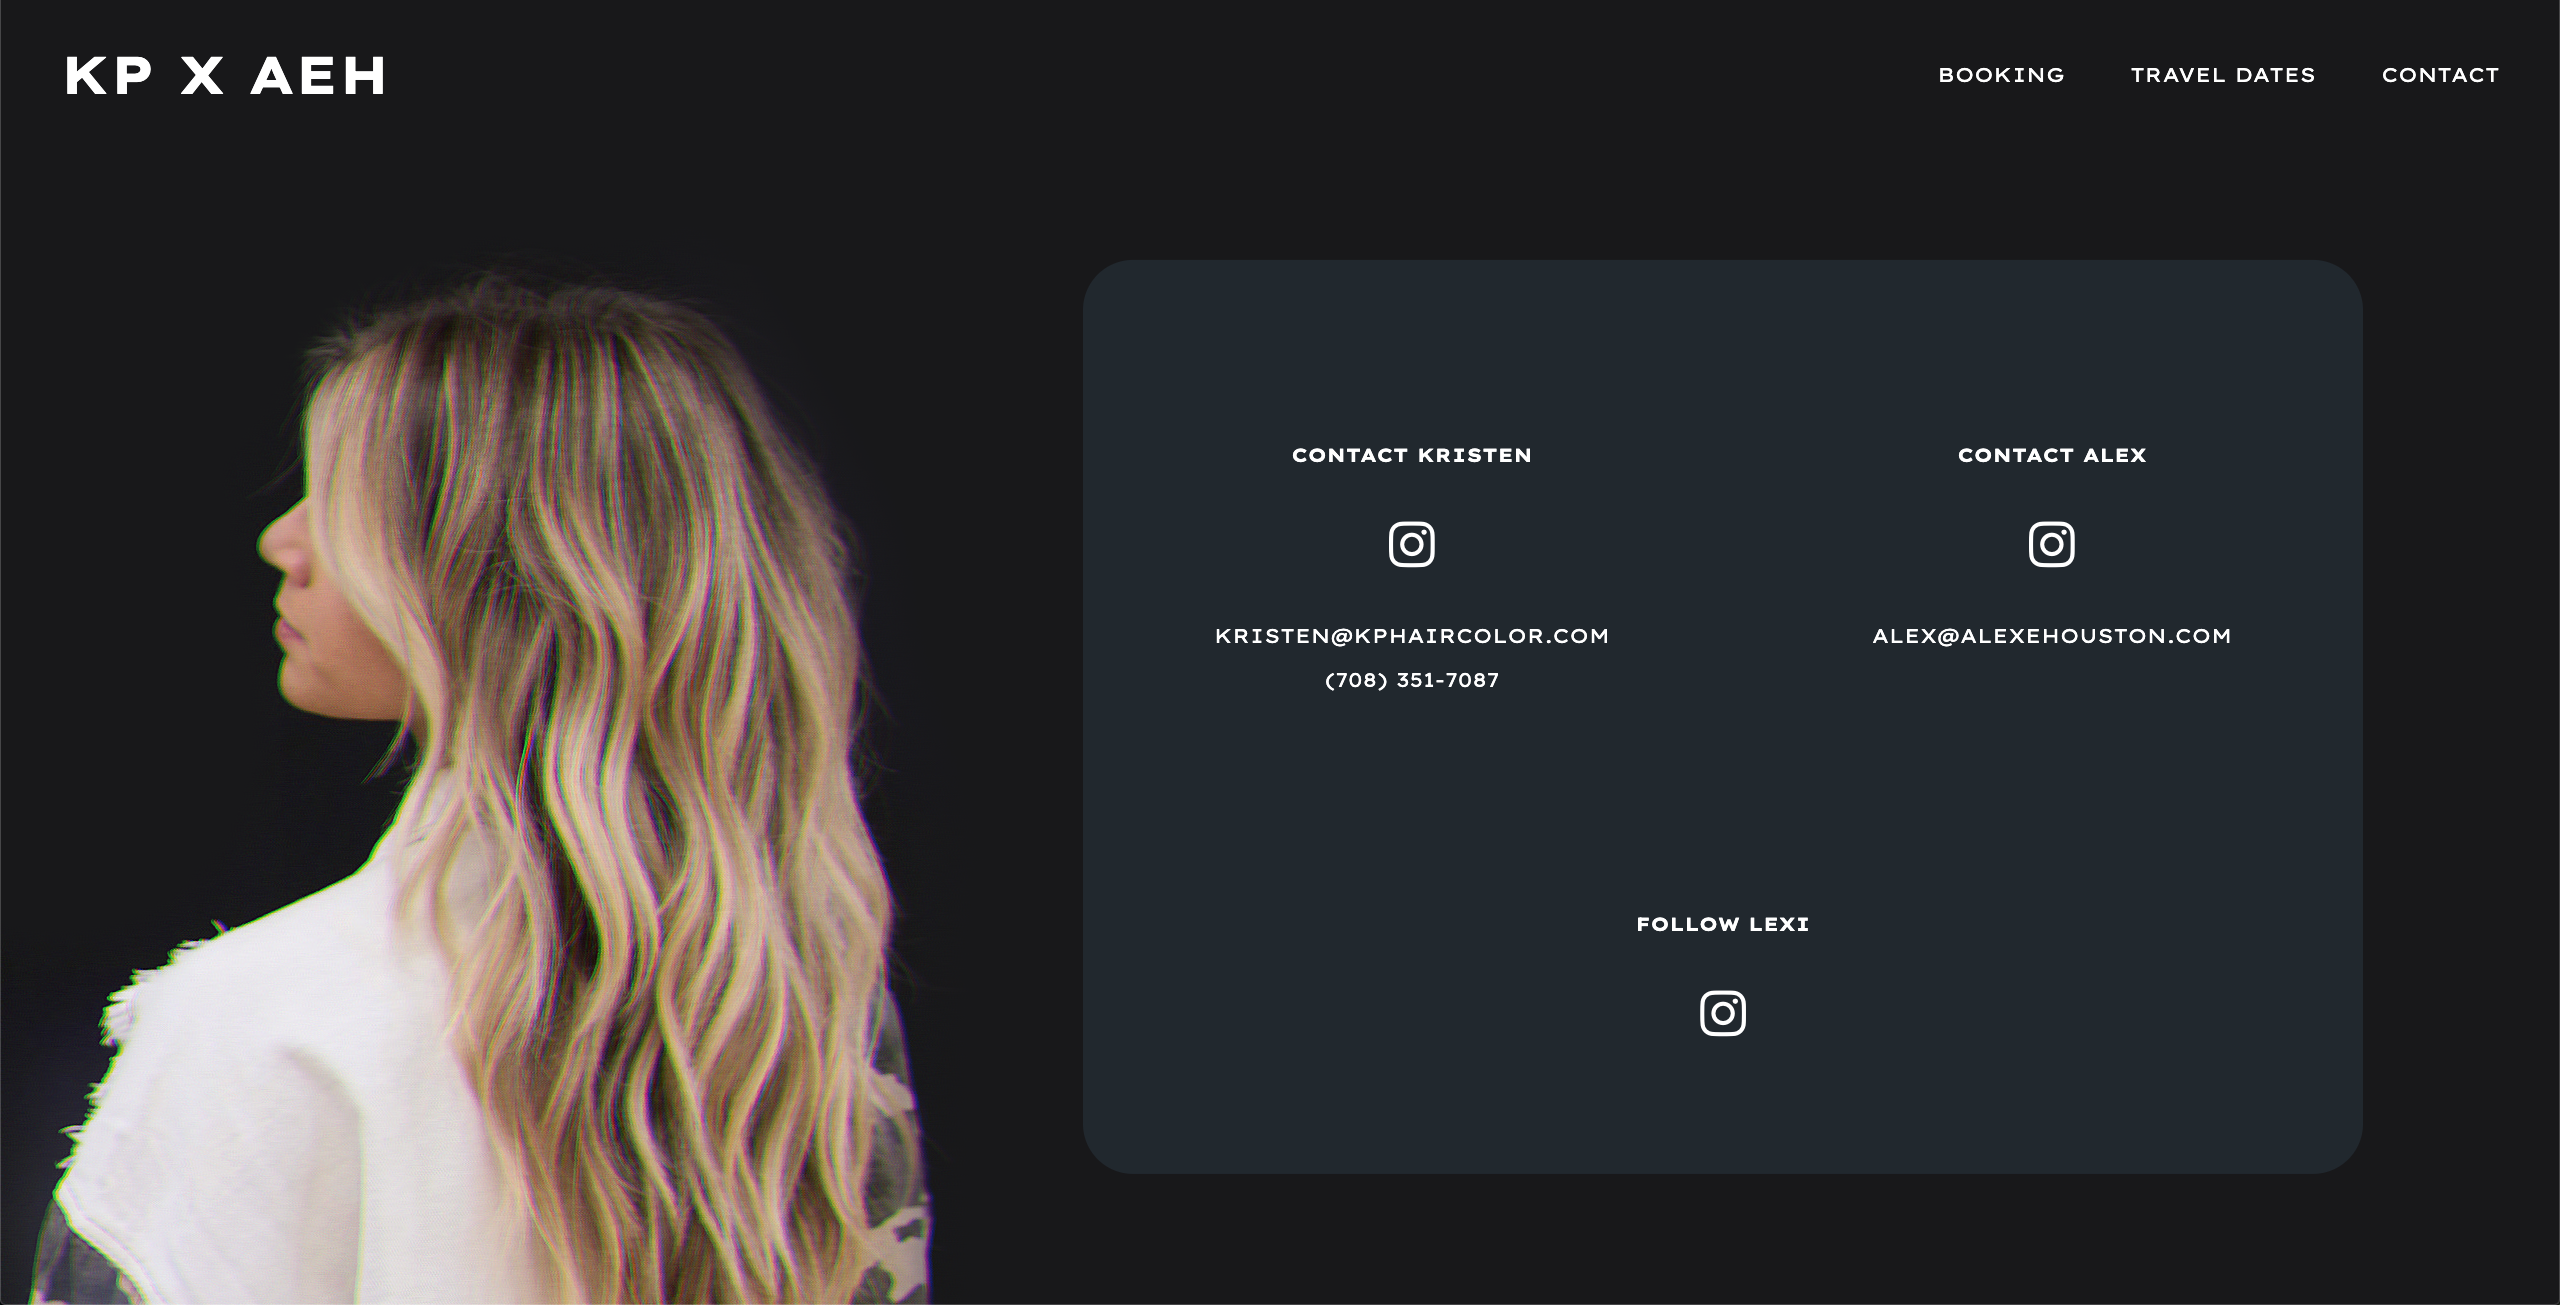 KP X AEH
BOOKING
TRAVEL DATES
CONTACT
CONTACT KRISTEN
KRISTEN@KPHAIRCOLOR.COM
(708) 351-7087
CONTACT ALEX
ALEX@ALEXEHOUSTON.COM
FOLLOW LEXI